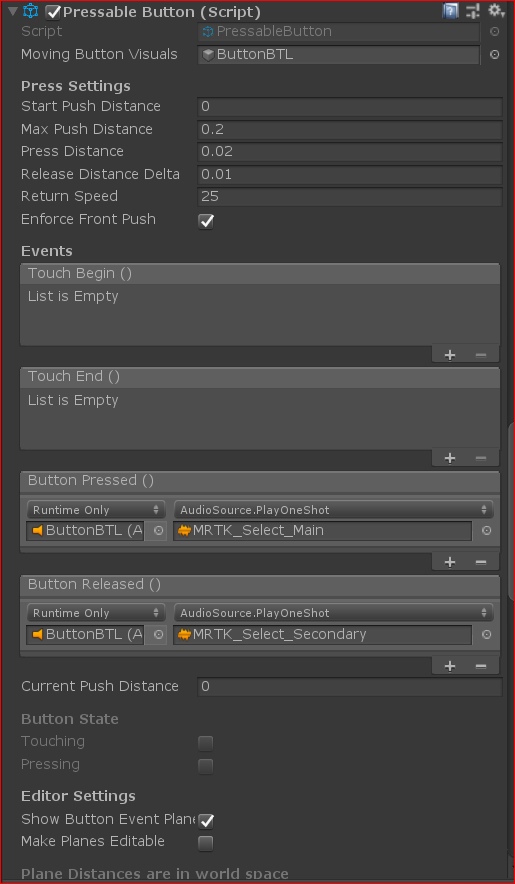 Pressable Button (Script)
Script PressableButton
Moving Button Visuals ButtonBTL
Press Settings
Start Push Distance 0
Max Push Distance 0.2
Press Distance 0.02
Release Distance Delta 0.01
Return Speed 25
Enforce Front Push
Events
Touch Begin ()
List is Empty
+ −
Touch End ()
List is Empty
+ −
Button Pressed ()
Runtime Only AudioSource.PlayOneShot
ButtonBTL (A MRTK_Select_Main
+ −
Button Released ()
Runtime Only AudioSource.PlayOneShot
ButtonBTL (A MRTK_Select_Secondary
+ −
Current Push Distance 0
Button State
Touching
Pressing
Editor Settings
Show Button Event Plane
Make Planes Editable
Plane Distances are in world space